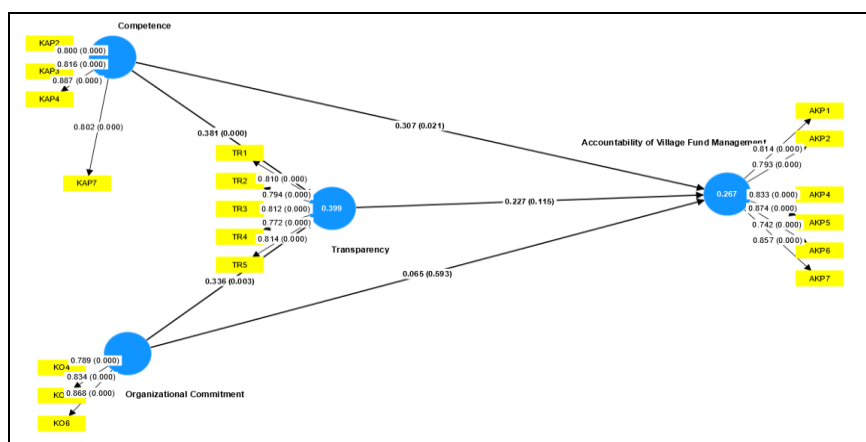 Competence
KAP2
0.800 (0.000)
0.816 (0.000)
KAP3
0.887 (0.000)
KAP4
0.802 (0.000)
KAP7
0.381 (0.000)
0.307 (0.021)
Accountability of Village Fund Management
AKP1
0.814 (0.000)
AKP2
0.793 (0.000)
TR1
0.810 (0.000)
TR2
0.794 (0.000)
TR3
0.812 (0.000)
0.772 (0.000)
TR4
0.814 (0.000)
TR5
0.399
Transparency
0.227 (0.115)
0.267
0.833 (0.000)
AKP4
0.874 (0.000)
AKP5
0.742 (0.000)
AKP6
0.857 (0.000)
AKP7
0.336 (0.003)
0.065 (0.593)
0.789 (0.000)
KO4
0.834 (0.000)
0.868 (0.000)
KO6
Organizational Commitment